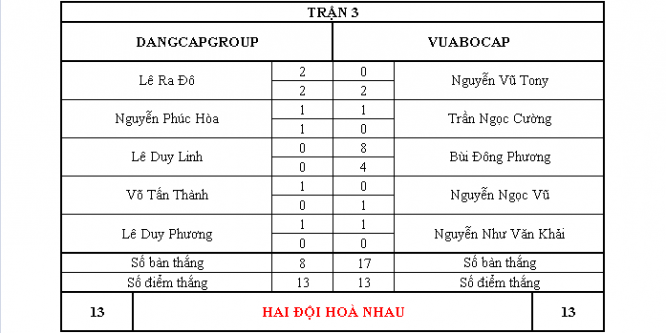 TRẬN 3
DANGCAPGROUP VUABOCAP
Lê Ra Đô 2 0 Nguyễn Vũ Tony
2 2
Nguyễn Phúc Hòa 1 1 Trần Ngọc Cường
1 0
Lê Duy Linh 0 8 Bùi Đông Phương
0 4
Võ Tấn Thành 1 0 Nguyễn Ngọc Vũ
0 1
Lê Duy Phương 1 1 Nguyễn Như Văn Khải
0 0
Số bàn thắng 8 17 Số bàn thắng
Số điểm thắng 13 13 Số điểm thắng
13 HAI ĐỘI HOÀ NHAU 13